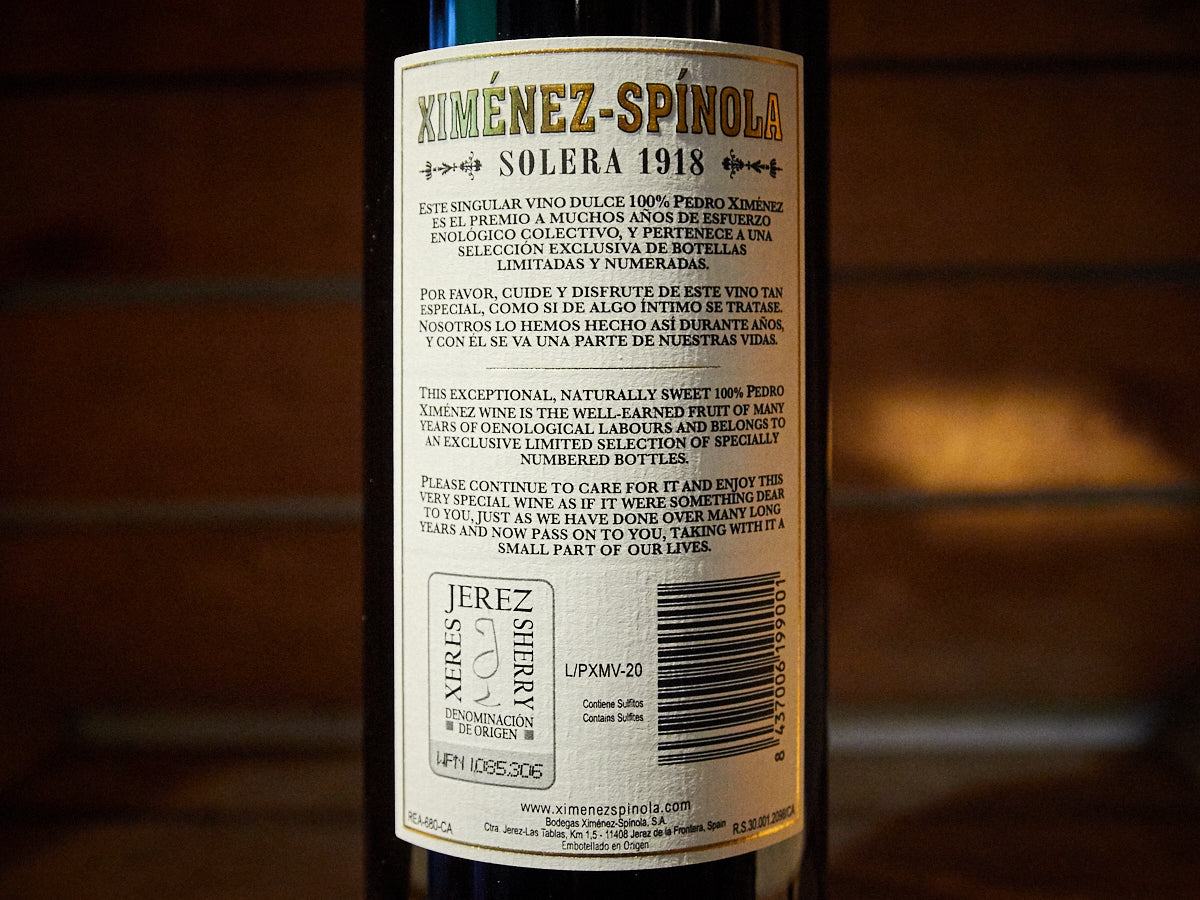 XIMÉNEZ-SPÍNOLA
SOLERA 1918
ESTE SINGULAR VINO DULCE 100% PEDRO XIMÉNEZ
ES EL PREMIO A MUCHOS AÑOS DE ESFUERZO
ENOLÓGICO COLECTIVO, Y PERTENECE A UNA
SELECCIÓN EXCLUSIVA DE BOTELLAS
LIMITADAS Y NUMERADAS.
POR FAVOR, CUIDE Y DISFRUTE DE ESTE VINO TAN
ESPECIAL, COMO SI DE ALGO ÍNTIMO SE TRATASE.
NOSOTROS LO HEMOS HECHO ASÍ DURANTE AÑOS,
Y CON ÉL SE VA UNA PARTE DE NUESTRAS VIDAS.
THIS EXCEPTIONAL, NATURALLY SWEET 100% PEDRO
XIMÉNEZ WINE IS THE WELL-EARNED FRUIT OF MANY
YEARS OF OENOLOGICAL LABOURS AND BELONGS TO
AN EXCLUSIVE LIMITED SELECTION OF SPECIALLY
NUMBERED BOTTLES.
PLEASE CONTINUE TO CARE FOR IT AND ENJOY THIS
VERY SPECIAL WINE AS IF IT WERE SOMETHING DEAR
TO YOU, JUST AS WE HAVE DONE OVER MANY LONG
YEARS AND NOW PASS ON TO YOU, TAKING WITH IT A
SMALL PART OF OUR LIVES.
JEREZ
XERES
SHERRY
DENOMINACIÓN
DE ORIGEN
WPN 1,085,306
L/PXMV-20
Contiene Sulfitos
Contains Sulfites
8 437006 199001
www.ximenezspinola.com
Bodegas Ximénez-Spínola, S.A.
Ctra. Jerez-Las Tablas, Km 1,5 - 11408 Jerez de la Frontera, Spain
Embotellado en Origen
REA-680-CA
R.S.30.001.2098/CA